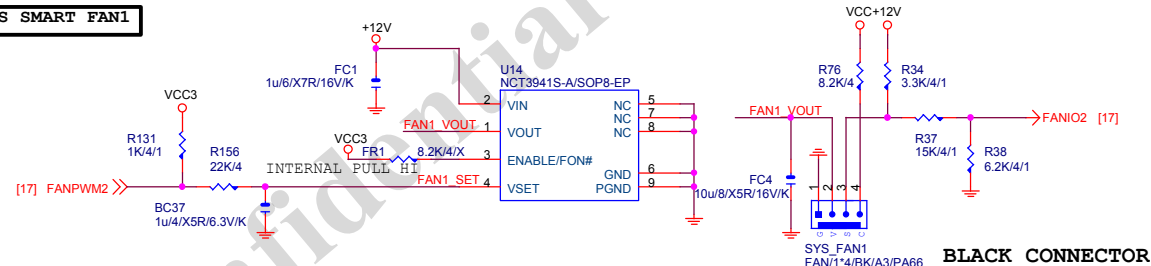 S SMART FAN1
+12V
FC1
1u/6/X7R/16V/K
VCC3
R131
1K/4/1
R156
22K/4
[17] FANPWM2
BC37
1u/4/X5R/6.3V/K
VCC3
FR1
8.2K/4/X
INTERNAL PULL HI
FAN1_VOUT
FAN1_SET
U14
NCT3941S-A/SOP8-EP
2 VIN
1 VOUT
3 ENABLE/FON#
4 VSET
NC 5
NC 7
NC 8
GND 6
PGND 9
VCC
+12V
R76
8.2K/4
R34
3.3K/4/1
FAN1_VOUT
FC4
10u/8/X5R/16V/K
R37
15K/4/1
R38
6.2K/4/1
FANIO2 [17]
1 2 3 4
G V S C
SYS_FAN1
FAN/1*4/BK/A3/PA66
BLACK CONNECTOR
nfidential